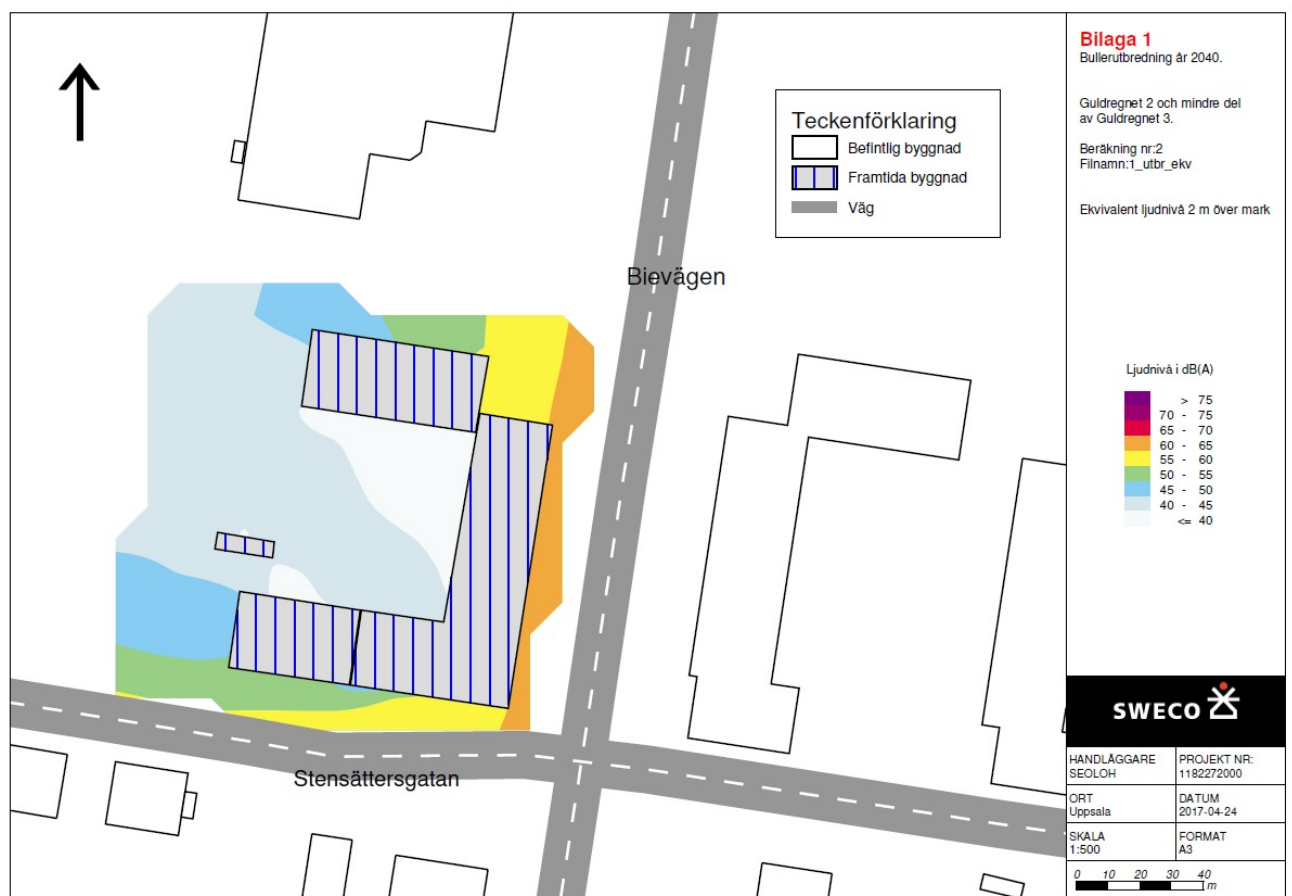 Bilaga 1
Bullerutbredning år 2040.
Guldregnet 2 och mindre del
av Guldregnet 3.
Beräkning nr:2
Filnamn:1_utbr_ekv
Ekvivalent ljudnivå 2 m över mark
Teckenförklaring
Befintlig byggnad
Framtida byggnad
Väg
Bievägen
Stensättersgatan
Ljudnivå i dB(A)
> 75
70 - 75
65 - 70
60 - 65
55 - 60
50 - 55
45 - 50
40 - 45
<= 40
SWECO
HANDLÄGGARE
SEOLOH
PROJEKT NR:
1182272000
ORT
Uppsala
DATUM
2017-04-24
SKALA
1:500
FORMAT
A3
0 10 20 30 40
m